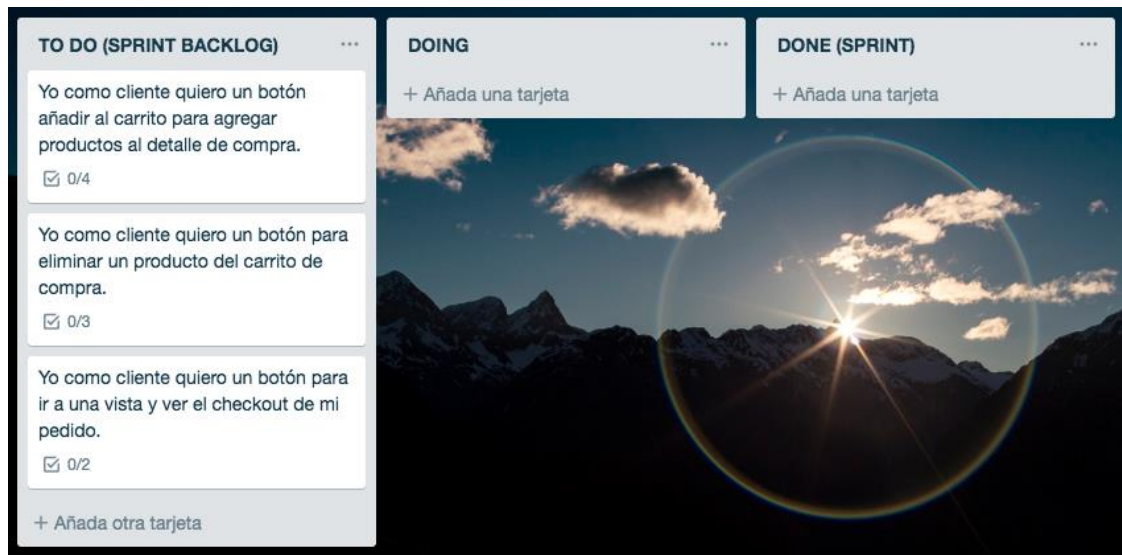 TO DO (SPRINT BACKLOG)
Yo como cliente quiero un botón
añadir al carrito para agregar
productos al detalle de compra.
0/4
Yo como cliente quiero un botón para
eliminar un producto del carrito de
compra.
0/3
Yo como cliente quiero un botón para
ir a una vista y ver el checkout de mi
pedido.
0/2
+ Añada otra tarjeta
DOING
+ Añada una tarjeta
DONE (SPRINT)
+ Añada una tarjeta